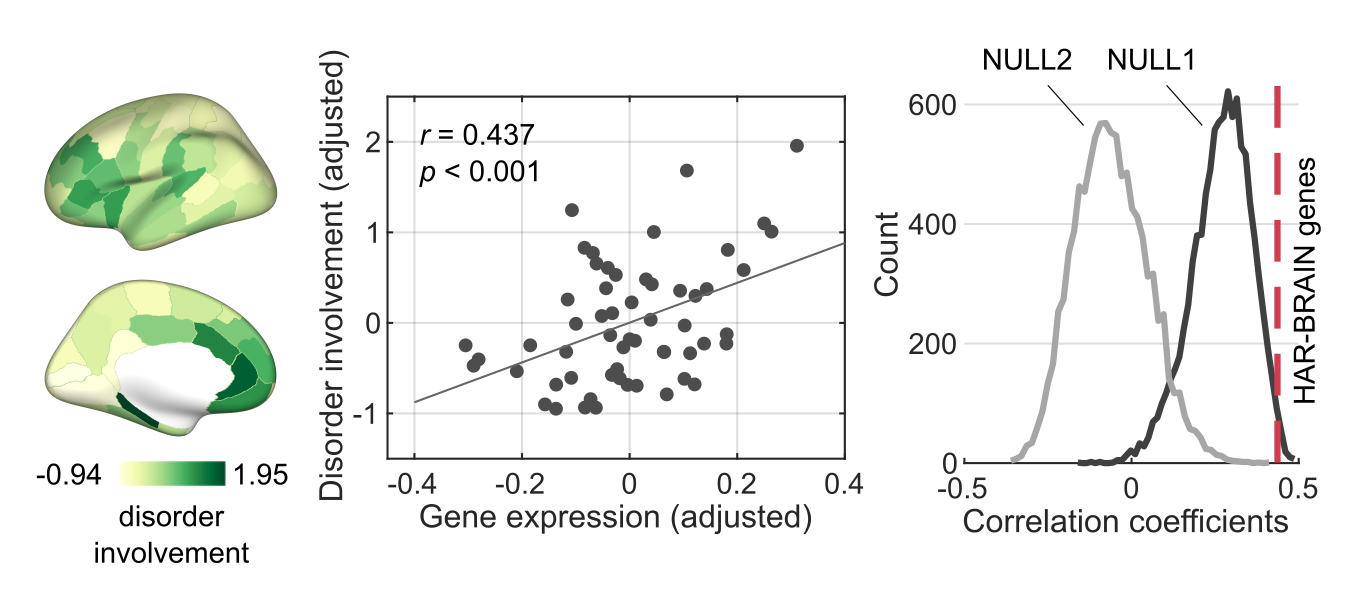 -0.94
1.95
disorder
involvement
Disorder involvement (adjusted)
r = 0.437
p < 0.001
2
1
0
-1
-0.4
-0.2
0
0.2
0.4
Gene expression (adjusted)
NULL2
NULL1
Count
600
400
200
0
-0.5
0
0.5
Correlation coefficients
HAR-BRAIN genes